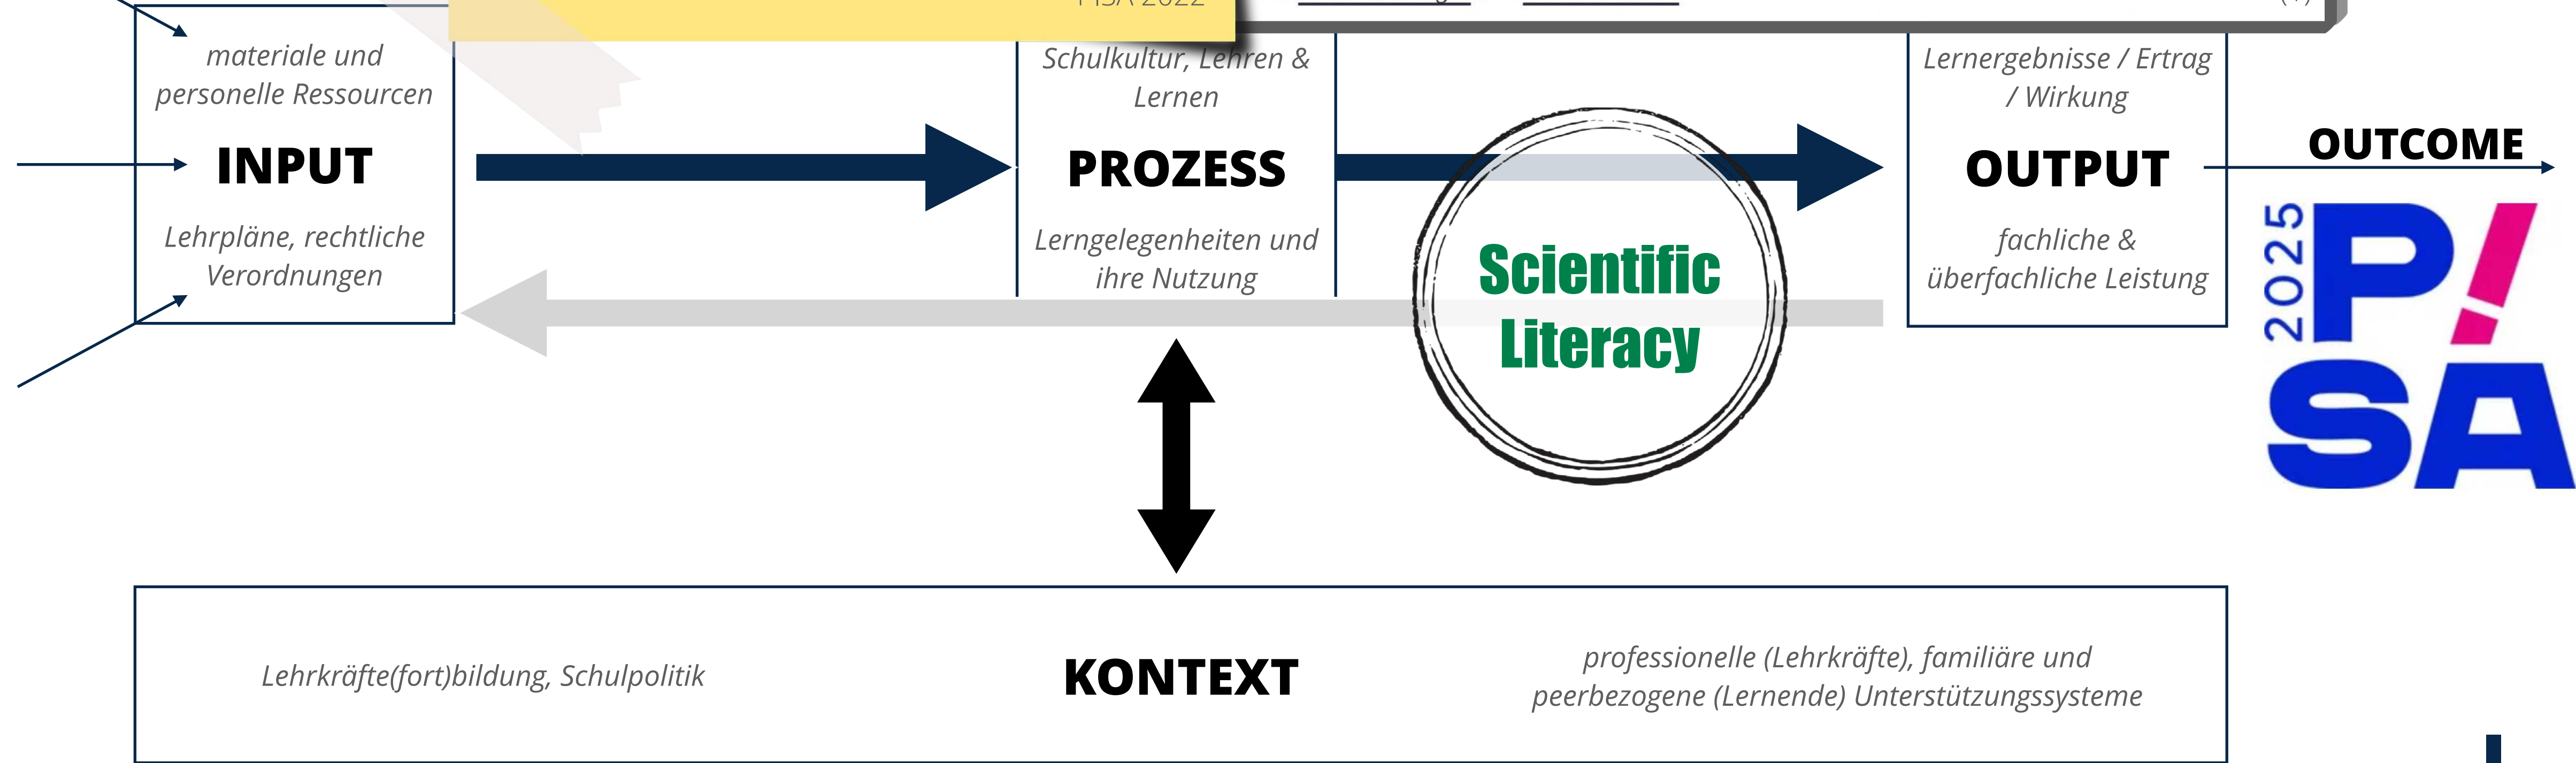 PISA 2022
materiale und
personelle Ressourcen
INPUT
Lehrpläne, rechtliche
Verordnungen
Schulkultur, Lehren &
Lernen
PROZESS
Lerngelegenheiten und
ihre Nutzung
Scientific
Literacy
Lernergebnisse / Ertrag
/ Wirkung
OUTPUT
fachliche &
überfachliche Leistung
OUTCOME
2025
P!
SA
Lehrkräfte(fort)bildung, Schulpolitik
KONTEXT
professionelle (Lehrkräfte), familiäre und
peerbezogene (Lernende) Unterstützungssysteme